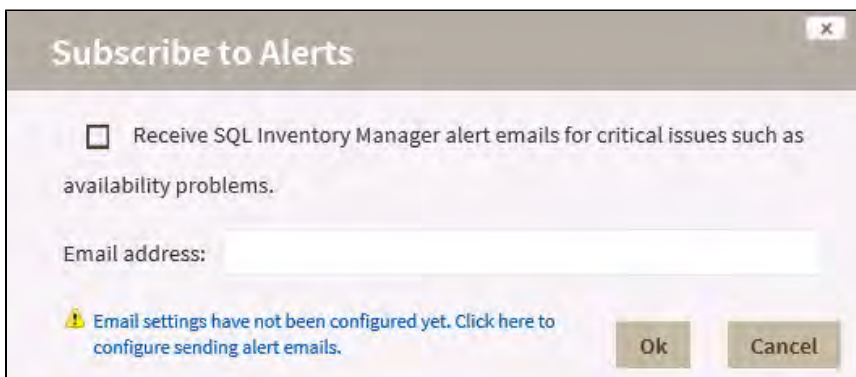 Subscribe to Alerts
Receive SQL Inventory Manager alert emails for critical issues such as
availability problems.
Email address:
Email settings have not been configured yet. Click here to
configure sending alert emails.
Ok
Cancel